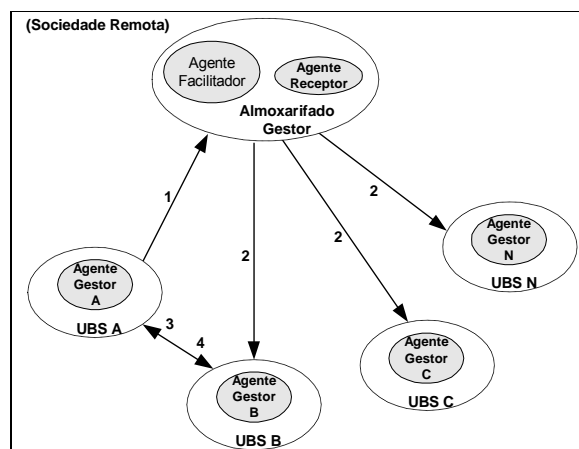 (Sociedade Remota)
Agente
Facilitador
Agente
Receptor
Almoxarifado
Gestor
1
2
2
2
Agente
Gestor
N
UBS N
Agente
Gestor
A
UBS A
3
4
Agente
Gestor
C
UBS C
Agente
Gestor
B
UBS B